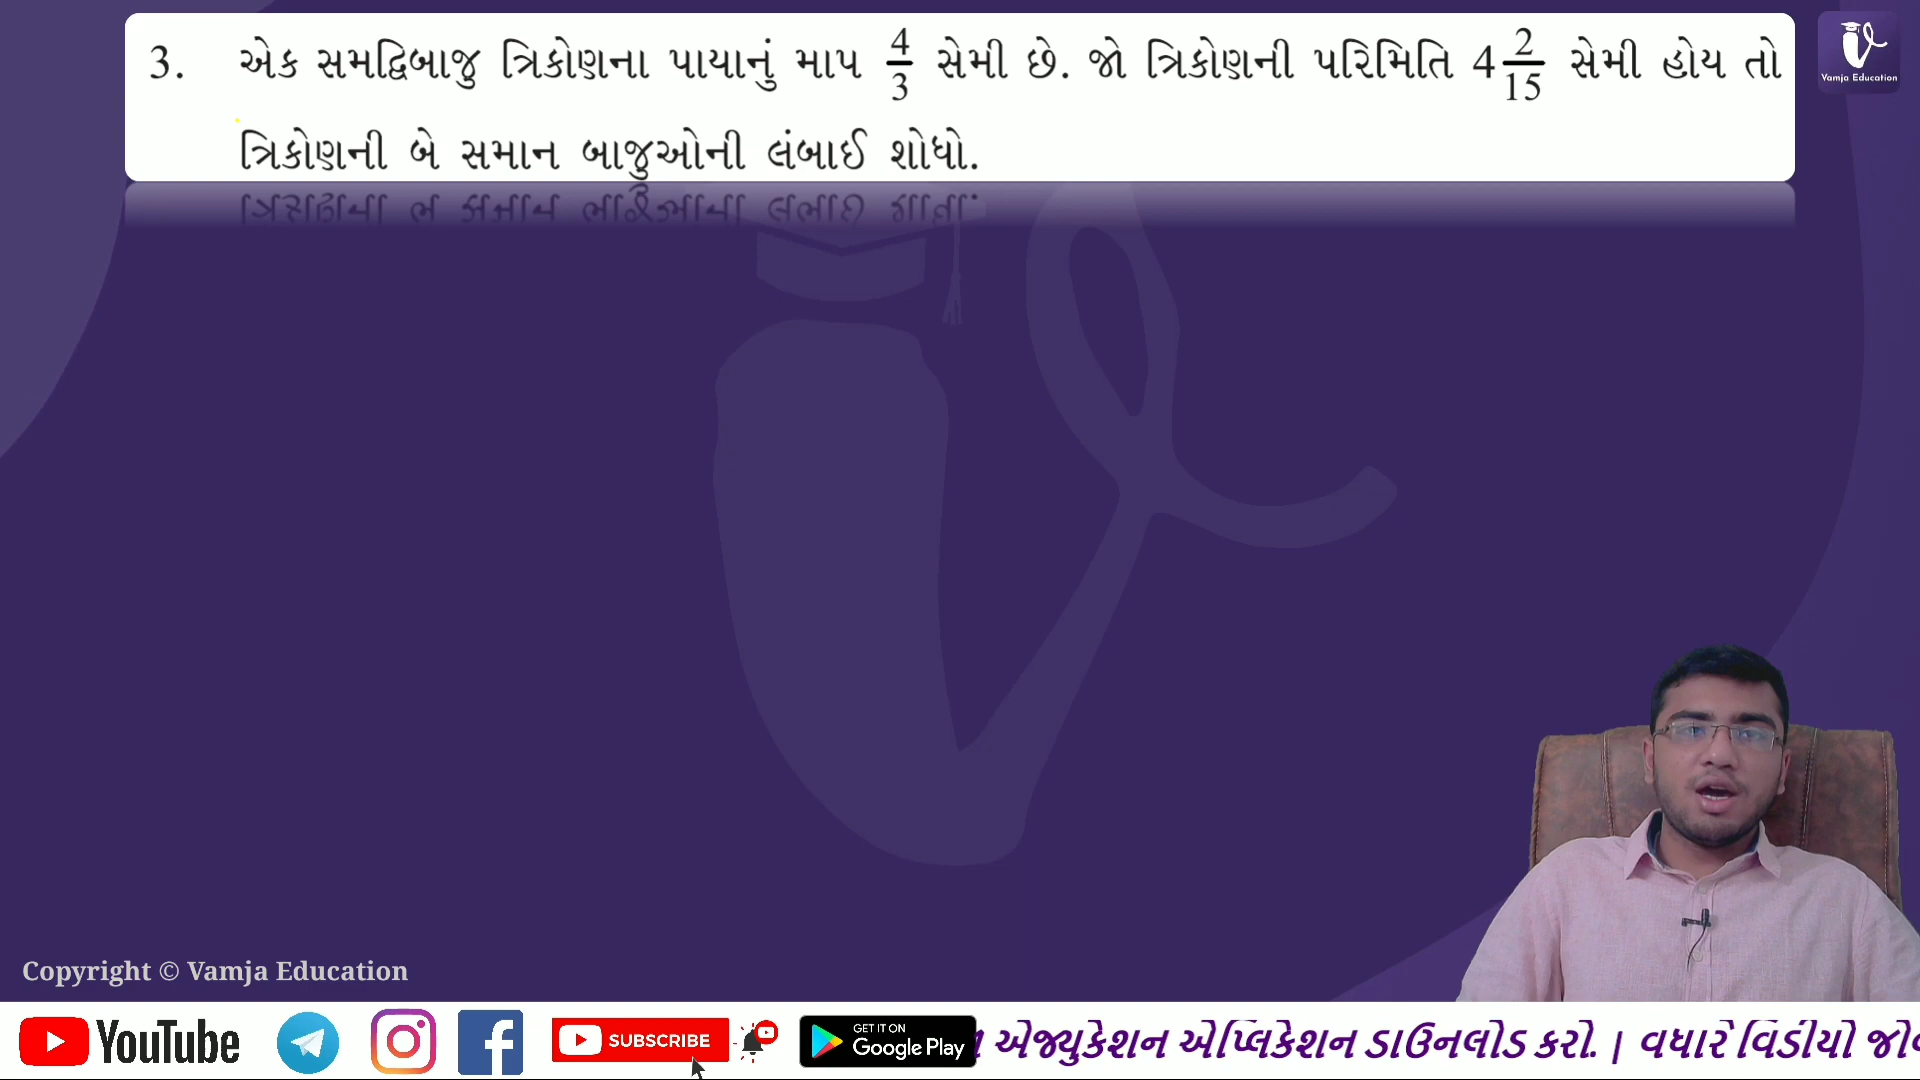 3. એક સમદ્વિબાજુ ત્રિકોણના પાયાનું માપ 4/3 સેમી છે. જો ત્રિકોણની પરિમિતિ 4 2/15 સેમી હોય તો
ત્રિકોણની બે સમાન બાજુઓની લંબાઈ શોધો.
Vamja Education
Copyright © Vamja Education
YouTube
SUBSCRIBE
GET IT ON
Google Play
એજ્યુકેશન એપ્લિકેશન ડાઉનલોડ કરો. | વધારે વિડીયો